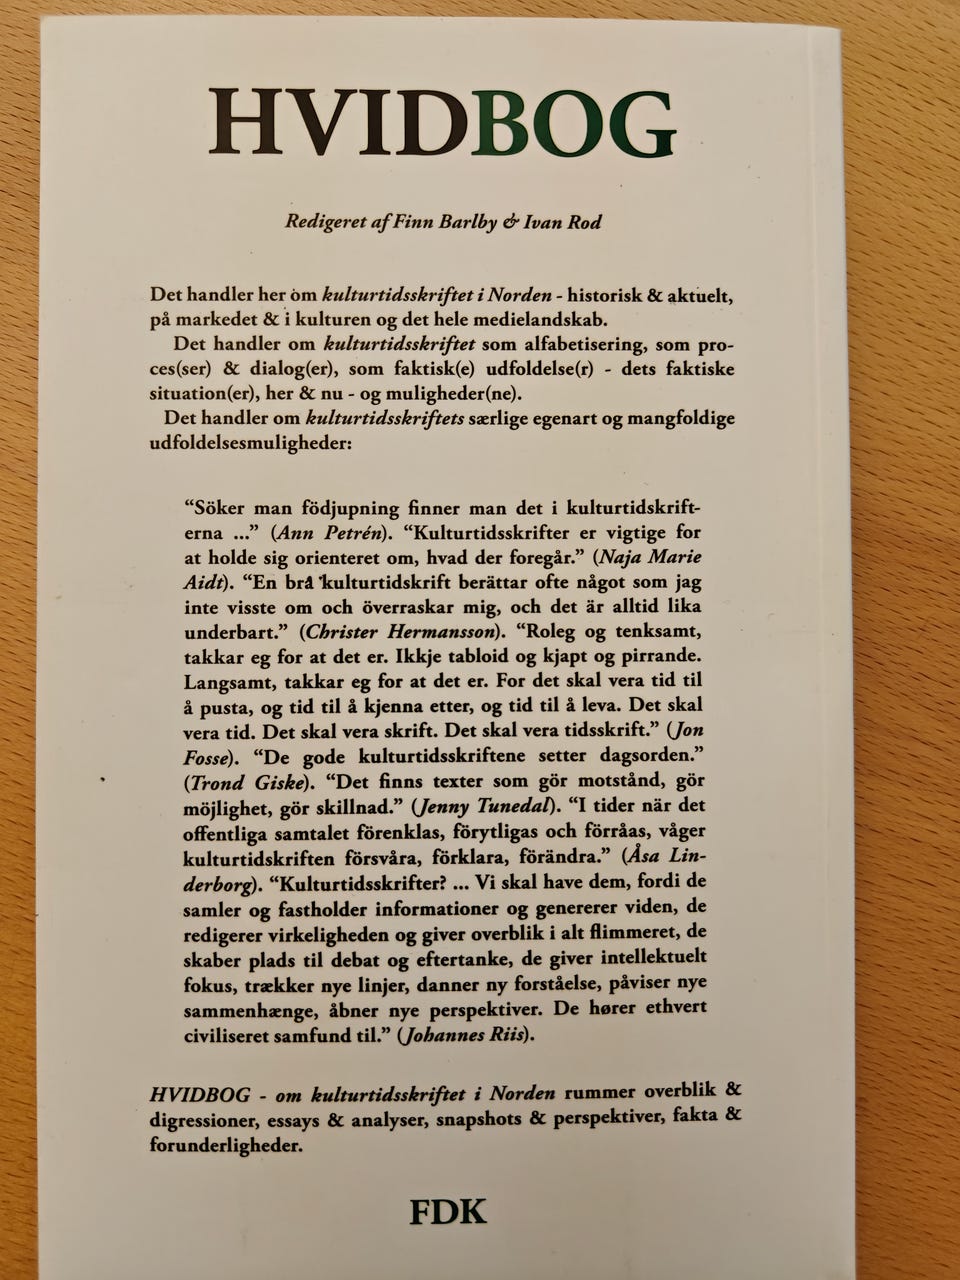 HVIDBOG
Redigeret af Finn Barlby & Ivan Rod
Det handler her om kulturtidsskriftet i Norden - historisk & aktuelt,
på markedet & i kulturen og det hele medielandskab.
Det handler om kulturtidsskriftet som alfabetisering, som pro-
ces(ser) & dialog(er), som faktisk(e) udfoldelse(r) - dets faktiske
situation(er), her & nu - og muligheder(ne).
Det handler om kulturtidsskriftets særlige egenart og mangfoldige
udfoldelsesmuligheder:
“Söker man födjupning finner man det i kulturtidskrift-
erna ...” (Ann Petrén). “Kulturtidsskrifter er vigtige for
at holde sig orienteret om, hvad der foregår.” (Naja Marie
Aidt). “En bra kulturtidskrift berättar ofte något som jag
inte visste om och överraskar mig, och det är alltid lika
underbart.” (Christer Hermansson). “Roleg og tenksamt,
takkar eg for at det er. Ikkje tabloid og kjapt og pirrande.
Langsamt, takkar eg for at det er. For det skal vera tid til
å pusta, og tid til å kjenna etter, og tid til å leva. Det skal
vera tid. Det skal vera skrift. Det skal vera tidsskrift.” (Jon
Fosse). “De gode kulturtidsskriftene setter dagsorden.”
(Trond Giske). “Det finns texter som gör motstånd, gör
möjlighet, gör skillnad.” (Jenny Tunedal). “I tider när det
offentliga samtalet förenklas, förytligas och förråas, våger
kulturtidskriften försvåra, förklara, förändra.” (Åsa Lin-
derborg). “Kulturtidsskrifter? ... Vi skal have dem, fordi de
samler og fastholder informationer og genererer viden, de
redigerer virkeligheden og giver overblik i alt flimmeret, de
skaber plads til debat og eftertanke, de giver intellektuelt
fokus, trækker nye linjer, danner ny forståelse, påviser nye
sammenhænge, åbner nye perspektiver. De hører ethvert
civiliseret samfund til.” (Johannes Riis).
HVIDBOG - om kulturtidsskriftet i Norden rummer overblik &
digressioner, essays & analyser, snapshots & perspektiver, fakta &
forunderligheder.
FDK